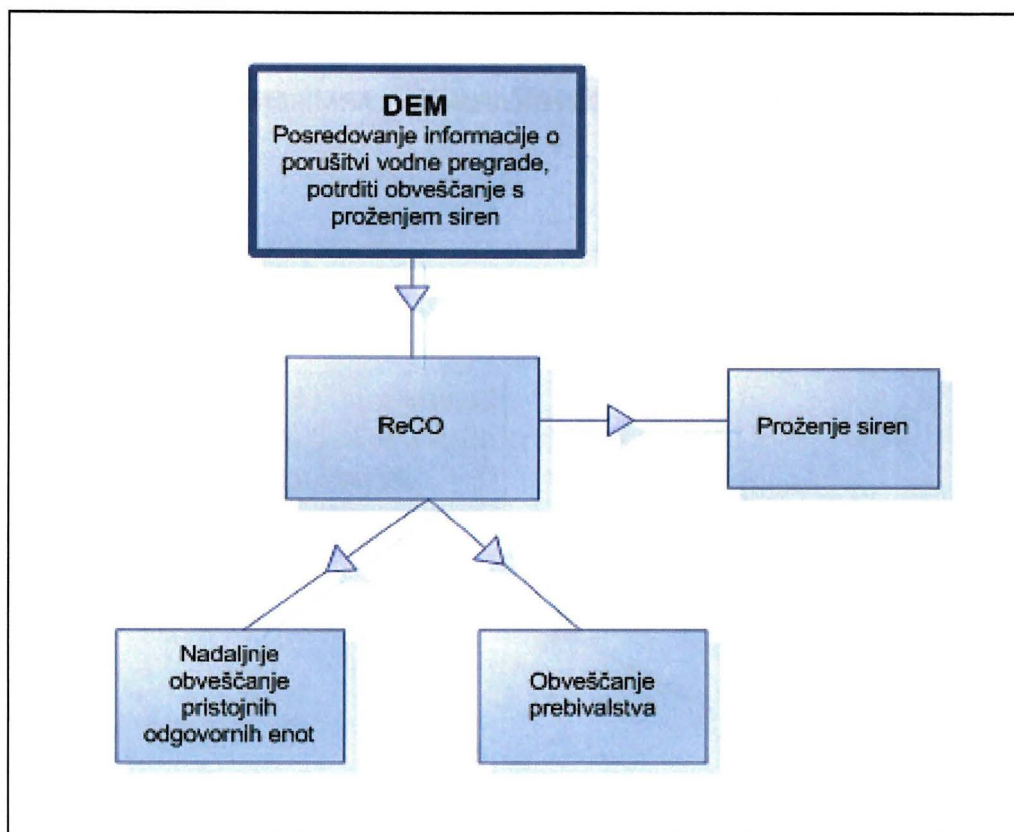 DEM
Posredovanje informacije o
porušitvi vodne pregrade,
potrditi obveščanje s
proženjem siren
ReCO
Proženje siren
Nadaljnje
obveščanje
pristojnih
odgovornih enot
Obveščanje
prebivalstva